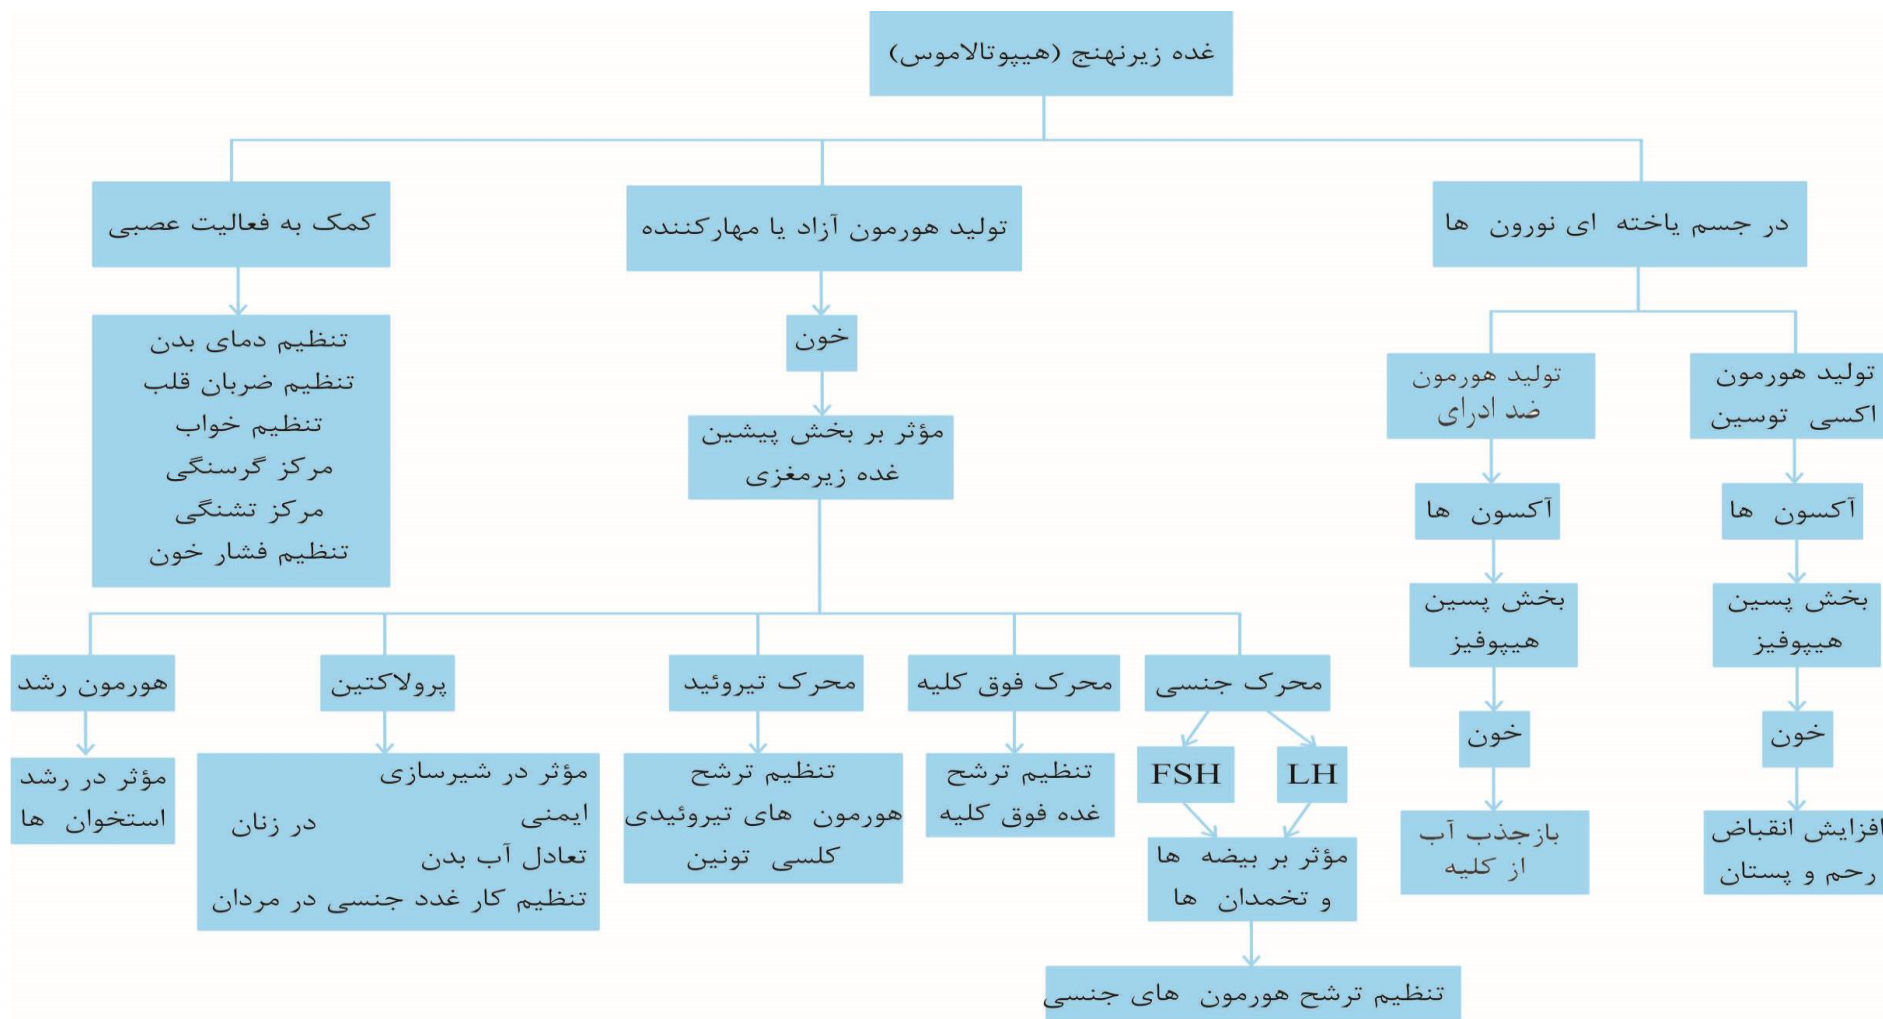 غده زیرنهنج (هیپوتالاموس)
در جسم یاخته ای نورون ها
تولید هورمون آزاد یا مهارکننده
کمک به فعالیت عصبی
تولید هورمون
اکسی توسین
آکسون ها
بخش پسین
هیپوفیز
خون
افزایش انقباض
رحم و پستان
تولید هورمون
ضد ادرای
آکسون ها
بخش پسین
هیپوفیز
خون
بازجذب آب
از کلیه
خون
مؤثر بر بخش پیشین
غده زیرمغزی
محرک جنسی
LH
FSH
مؤثر بر بیضه ها
و تخمدان ها
تنظیم ترشح هورمون های جنسی
محرک فوق کلیه
تنظیم ترشح
غده فوق کلیه
محرک تیروئید
تنظیم ترشح
هورمون های تیروئیدی
کلسی تونین
پرولاکتین
مؤثر در شیرسازی
ایمنی
در زنان
تعادل آب بدن
تنظیم کار غدد جنسی در مردان
هورمون رشد
مؤثر در رشد
استخوان ها
تنظیم دمای بدن
تنظیم ضربان قلب
تنظیم خواب
مرکز گرسنگی
مرکز تشنگی
تنظیم فشار خون